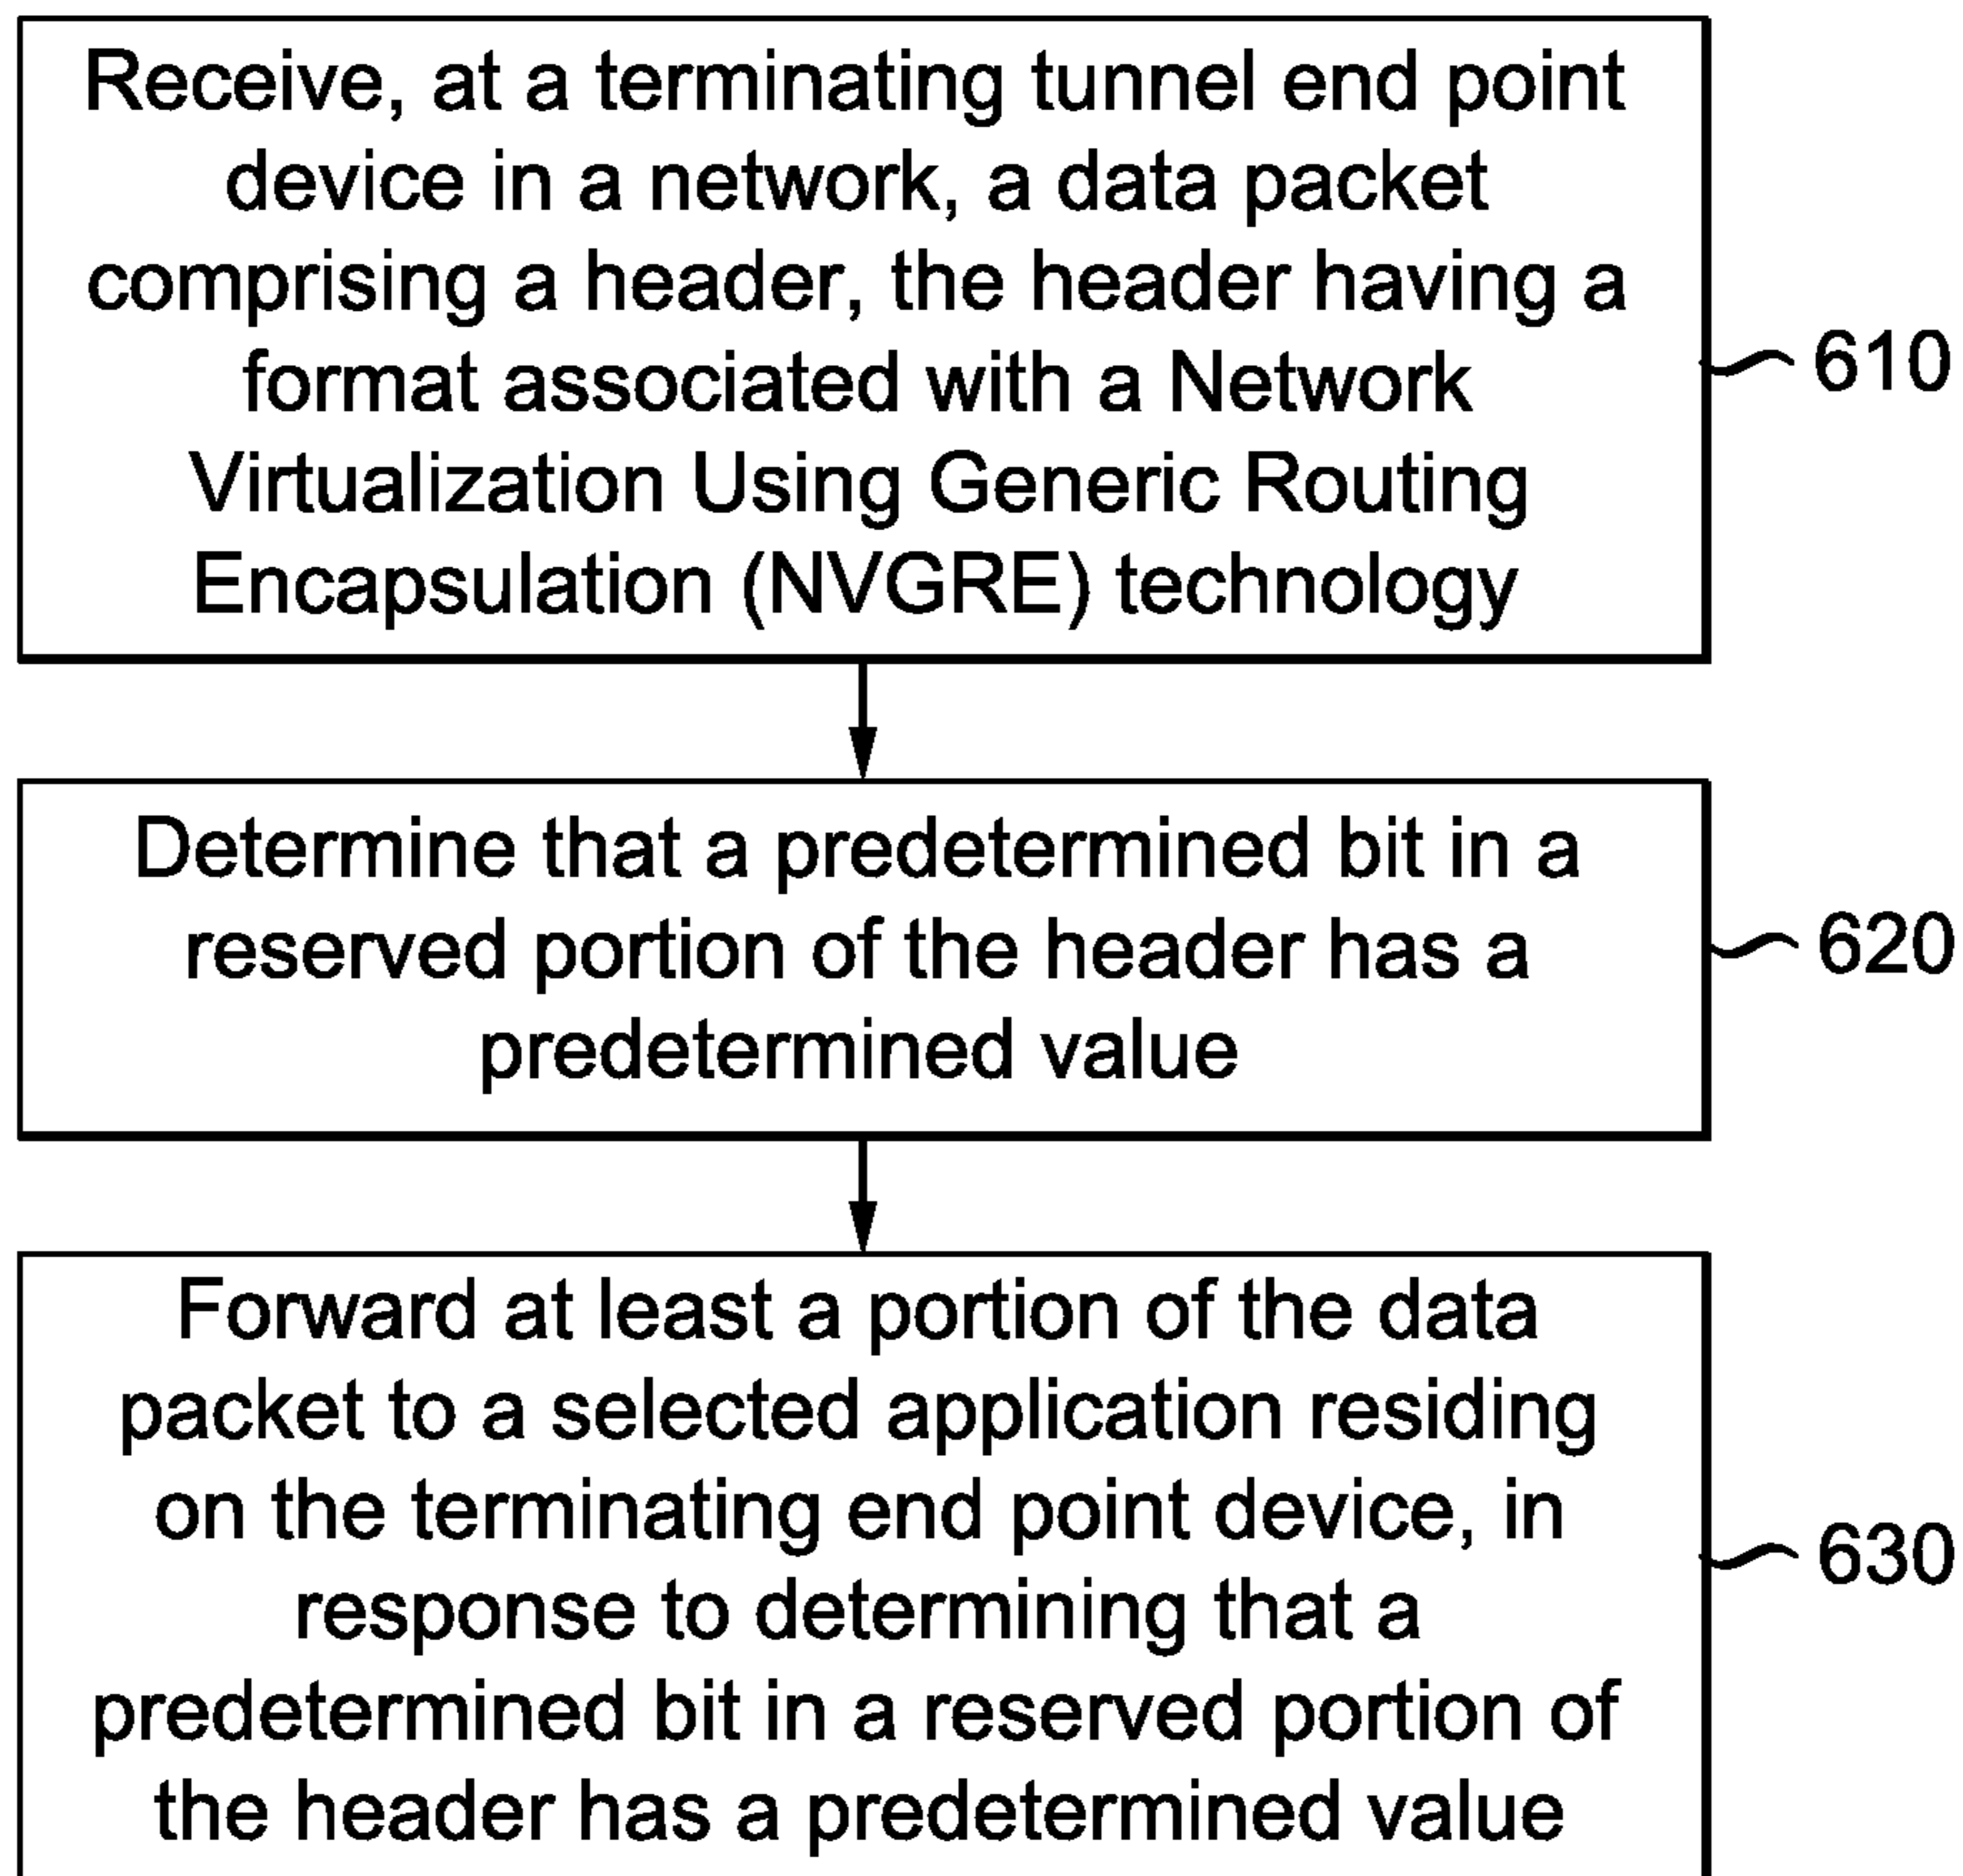 Receive, at a terminating tunnel end point
device in a network, a data packet
comprising a header, the header having a
format associated with a Network
Virtualization Using Generic Routing
Encapsulation (NVGRE) technology
610
Determine that a predetermined bit in a
reserved portion of the header has a
predetermined value
620
Forward at least a portion of the data
packet to a selected application residing
on the terminating end point device, in
response to determining that a
predetermined bit in a reserved portion of
the header has a predetermined value
630